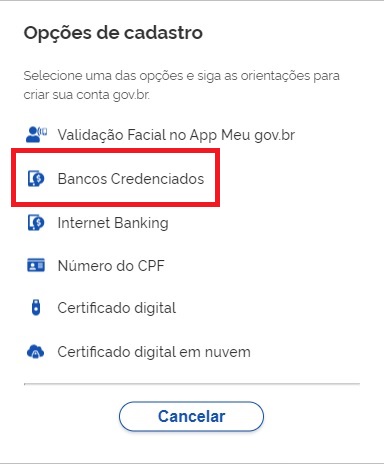 Opções de cadastro
Selecione uma das opções e siga as orientações para
criar sua conta gov.br.
Validação Facial no App Meu gov.br
Bancos Credenciados
Internet Banking
Número do CPF
Certificado digital
Certificado digital em nuvem
Cancelar